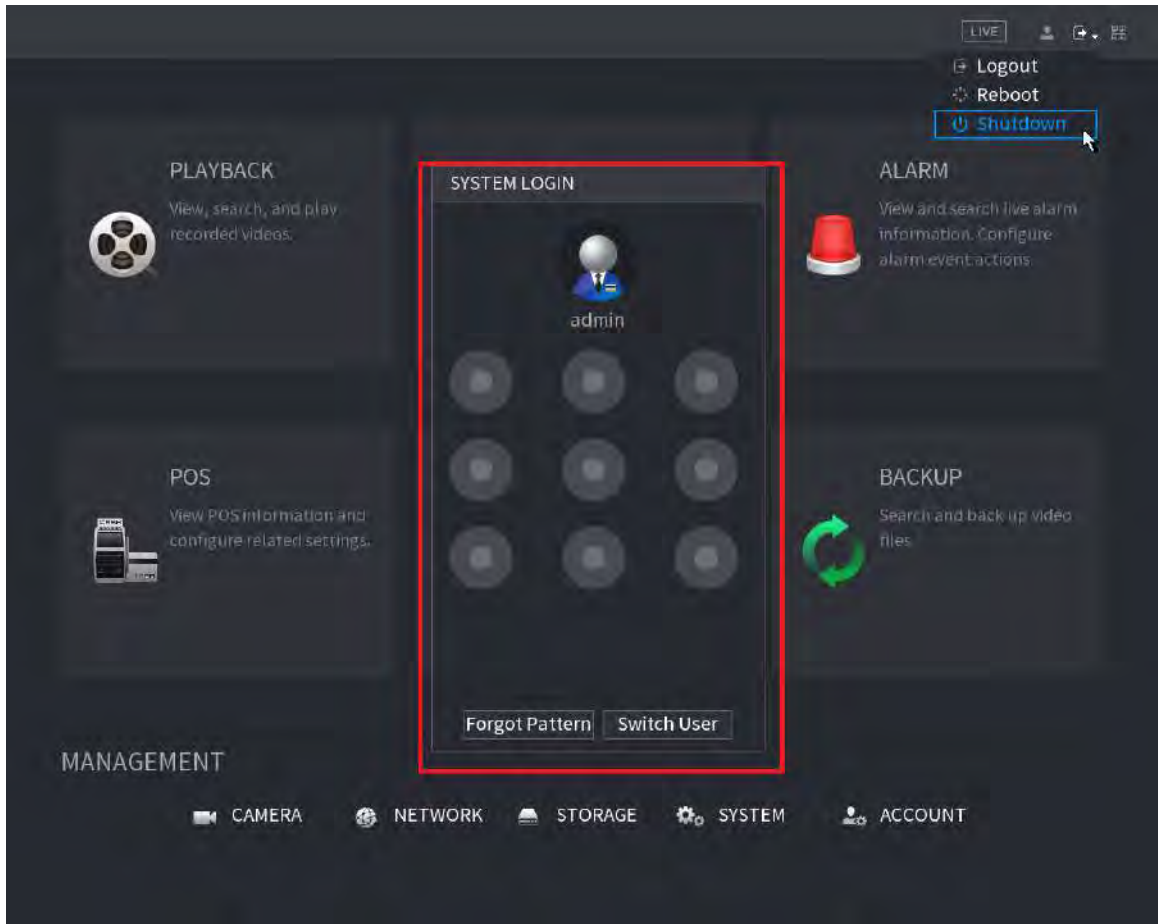 LIVE
Logout
Reboot
Shutdown
PLAYBACK
View, search, and play
recorded videos.
SYSTEM LOGIN
admin
ALARM
View and search live alarm
information. Configure
alarm event actions
POS
View POS information and
configure related settings.
BACKUP
Search and back up video
files
Forgot Pattern
Switch User
MANAGEMENT
CAMERA
NETWORK
STORAGE
SYSTEM
ACCOUNT